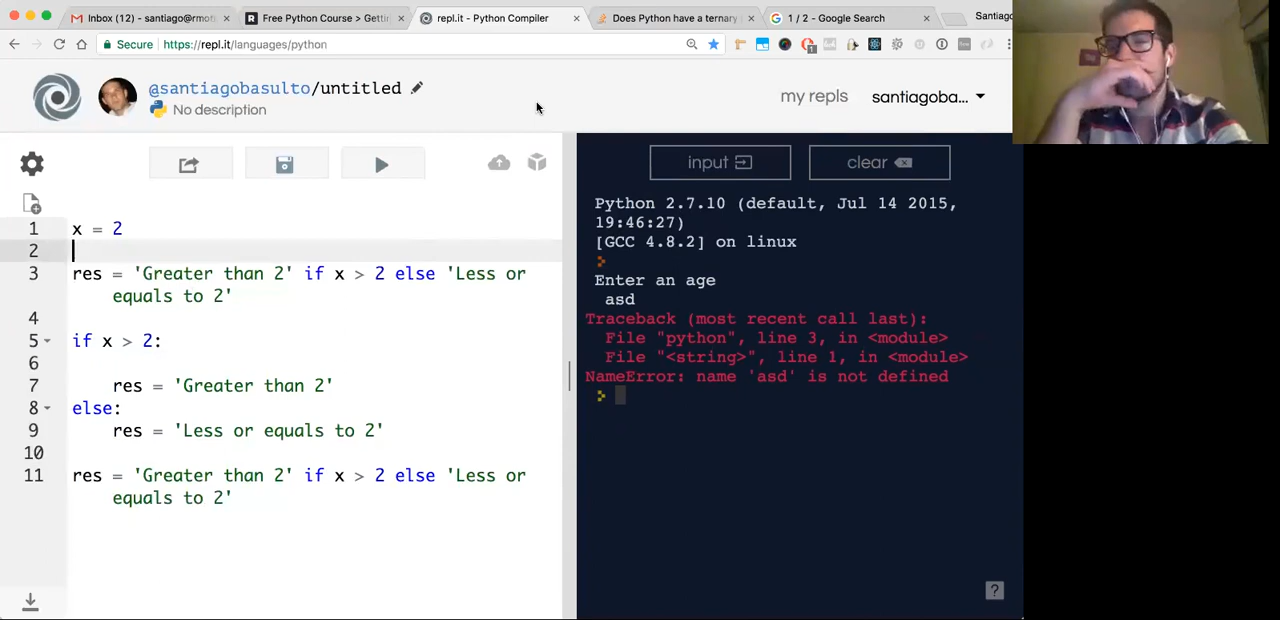 Inbox (12) - santiago@rmof
Free Python Course > Gettin
repl.it - Python Compiler
Does Python have a ternary
1 / 2 - Google Search
Santiago
Secure
https://repl.it/languages/python
@santiagobasulto/untitled
No description
my repls
santiagoba...
input
clear
1 x = 2
2
3 res = 'Greater than 2' if x > 2 else 'Less or
equals to 2'
4
5 if x > 2:
6
7 res = 'Greater than 2'
8 else:
9 res = 'Less or equals to 2'
10
11 res = 'Greater than 2' if x > 2 else 'Less or
equals to 2'
Python 2.7.10 (default, Jul 14 2015,
19:46:27)
[GCC 4.8.2] on linux
Enter an age
asd
Traceback (most recent call last):
File "python", line 3, in <module>
File "<string>", line 1, in <module>
NameError: name 'asd' is not defined
?